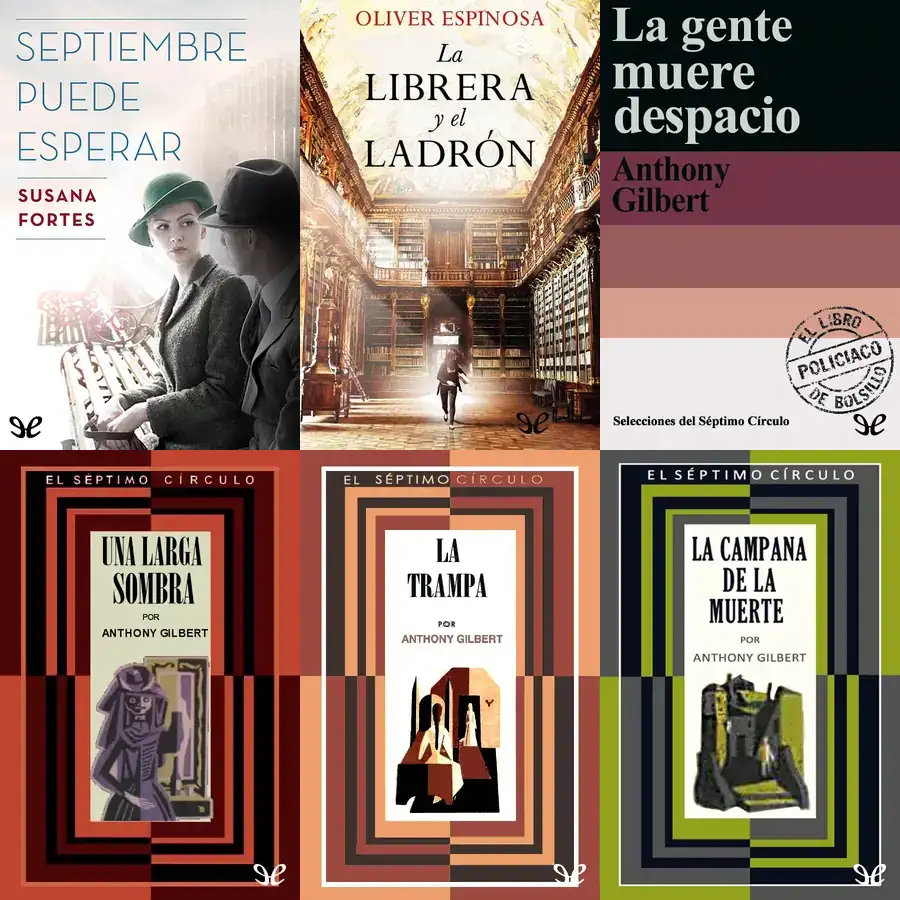 SEPTIEMBRE
PUEDE
ESPERAR
SUSANA
FORTES
OLIVER ESPINOSA
La
LIBRERA
y el
LADRÓN
La gente
muere
despacio
Anthony
Gilbert
EL LIBRO
POLICIACO
DE BOLSILLO
Selecciones del Séptimo Círculo
EL SÉPTIMO CÍRCULO
UNA LARGA
SOMBRA
POR
ANTHONY GILBERT
EL SÉPTIMO CÍRCULO
LA
TRAMPA
POR
ANTHONY GILBERT
EL SÉPTIMO CÍRCULO
LA CAMPANA
DE LA
MUERTE
POR
ANTHONY GILBERT